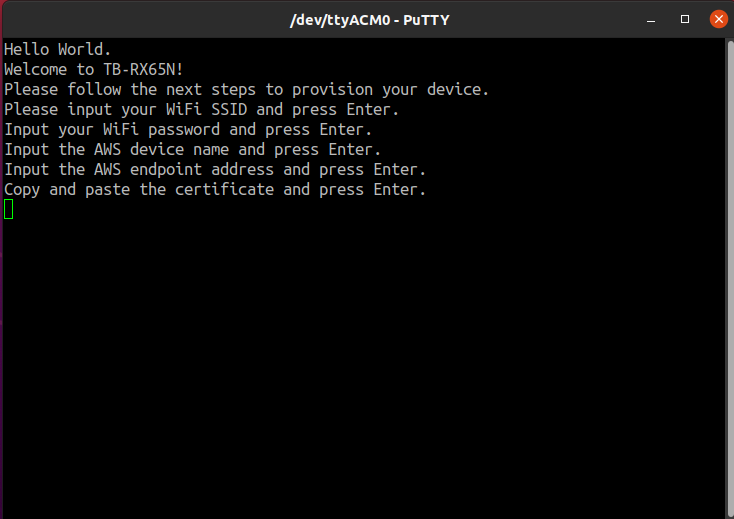 /dev/ttyACM0 - PuTTY
Hello World.
Welcome to TB-RX65N!
Please follow the next steps to provision your device.
Please input your WiFi SSID and press Enter.
Input your WiFi password and press Enter.
Input the AWS device name and press Enter.
Input the AWS endpoint address and press Enter.
Copy and paste the certificate and press Enter.